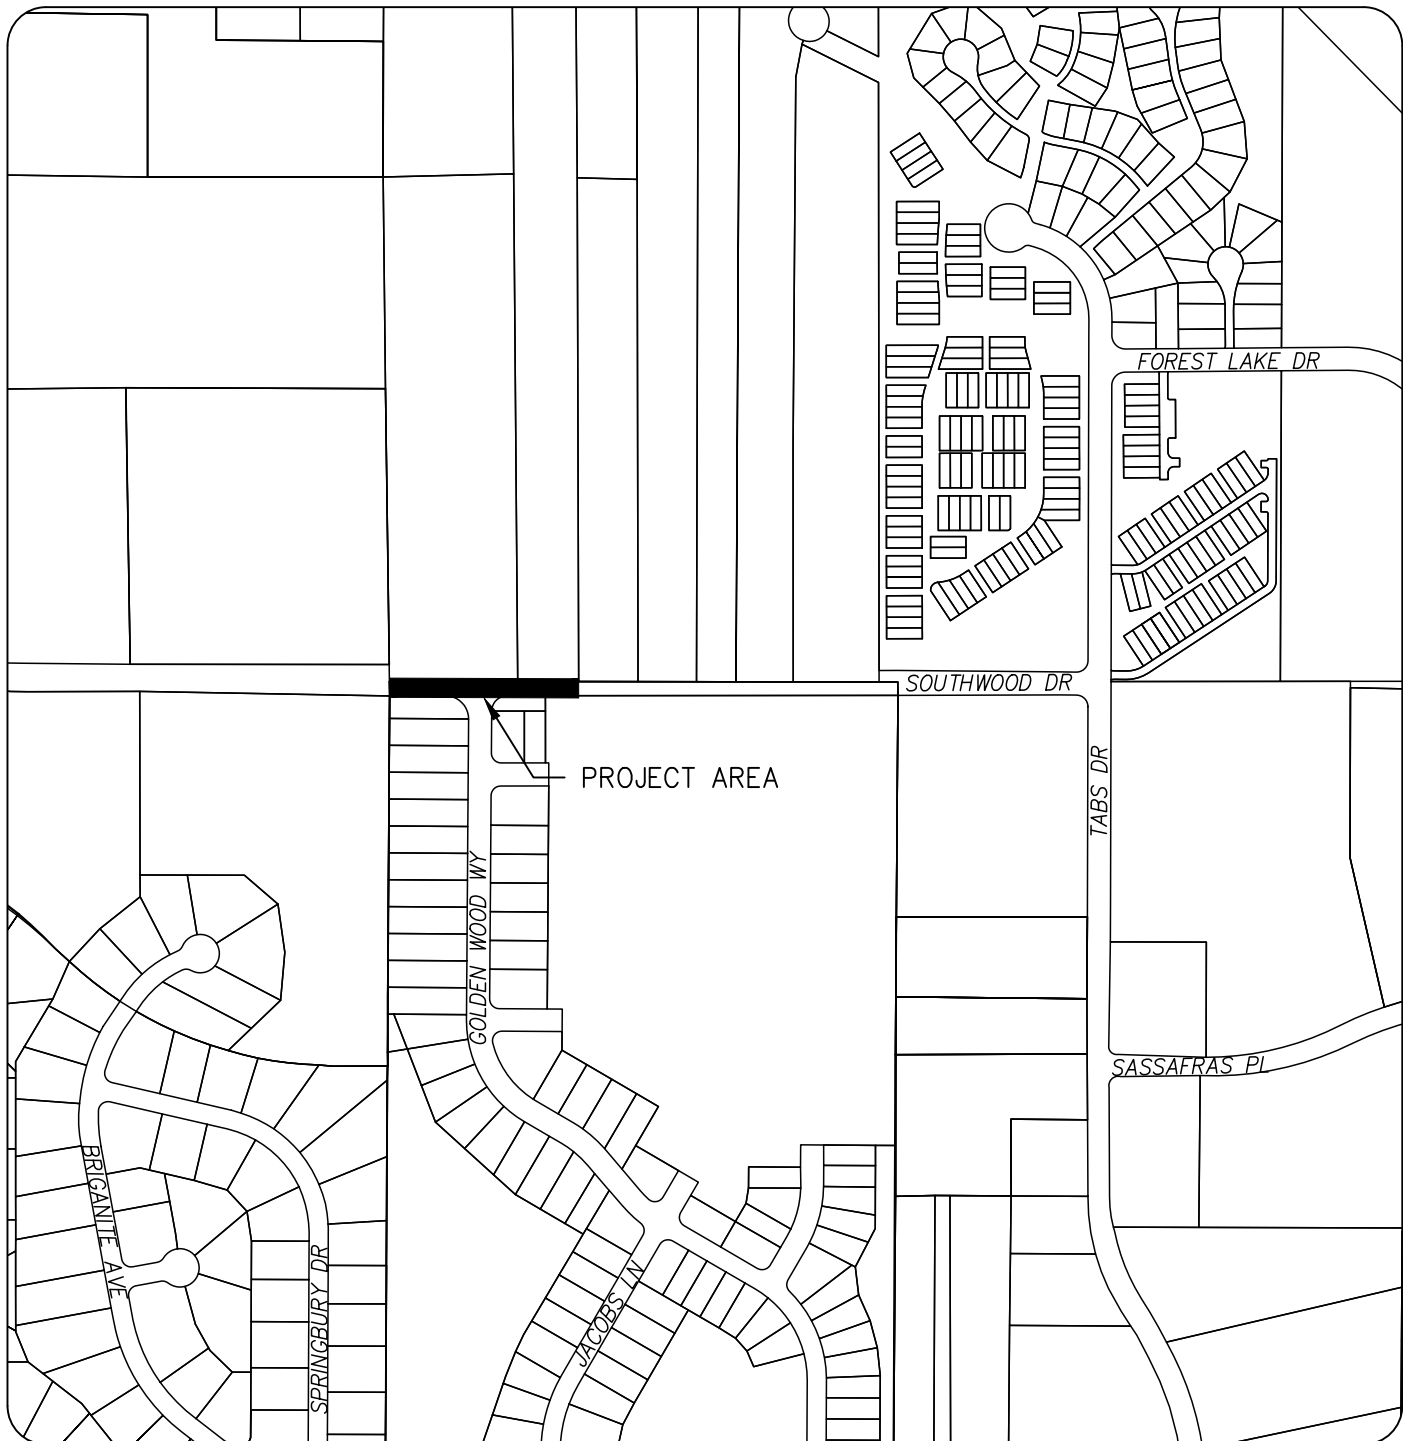 FOREST LAKE DR
SOUTHWOOD DR
PROJECT AREA
TABS DR
GOLDEN WOOD WY
SASSAFRAS PL
BRIGANITE AVE
SPRINGBURY DR
JACOBS LN